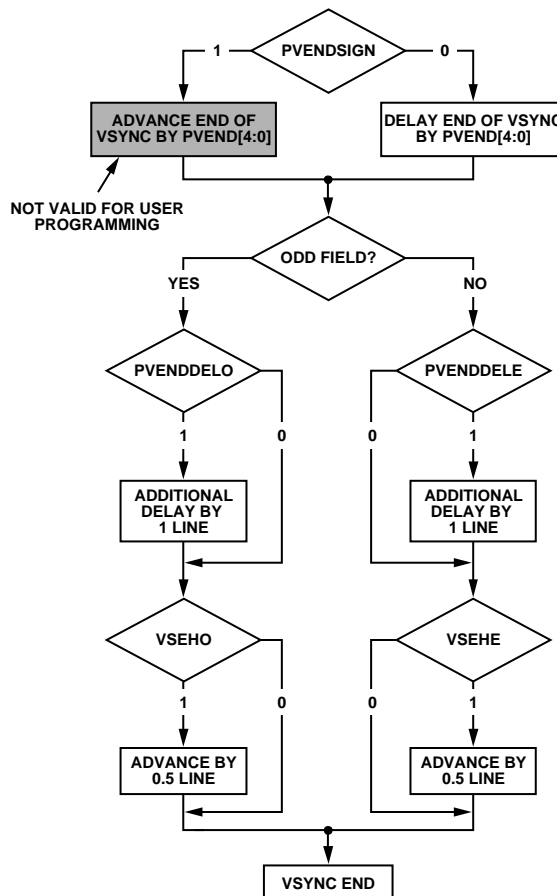 PVENDSIGN
1
0
ADVANCE END OF
VSYNC BY PVEND[4:0]
DELAY END OF VSYNC
BY PVEND[4:0]
NOT VALID FOR USER
PROGRAMMING
ODD FIELD?
YES
NO
PVENDDELO
PVENDDELE
1
0
0
1
ADDITIONAL
DELAY BY
1 LINE
ADDITIONAL
DELAY BY
1 LINE
VSEHO
VSEHE
1
0
0
1
ADVANCE BY
0.5 LINE
ADVANCE BY
0.5 LINE
VSYNC END